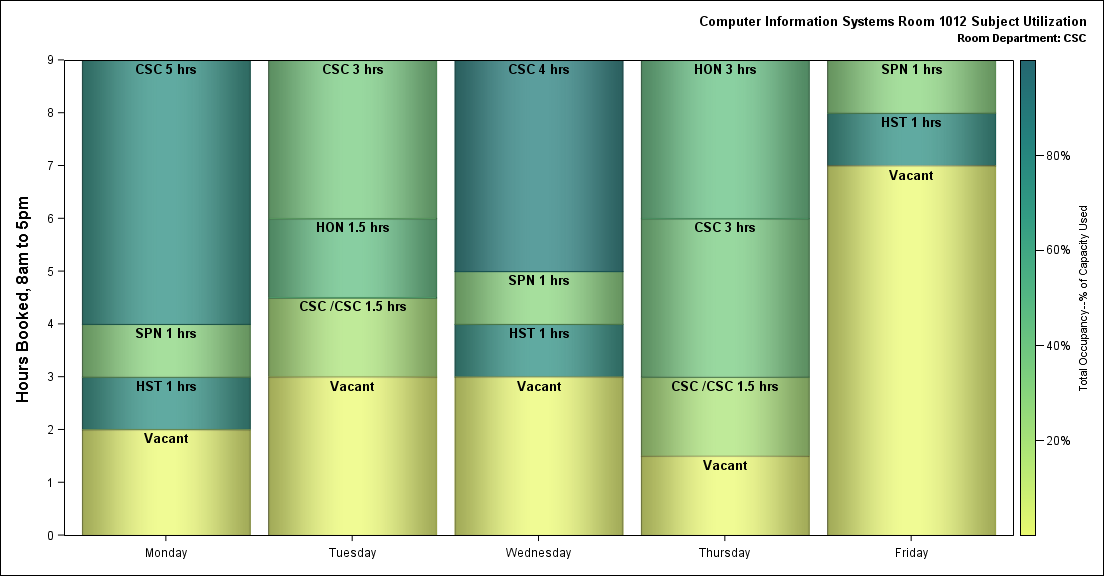 Computer Information Systems Room 1012 Subject Utilization
Room Department: CSC
Hours Booked, 8am to 5pm
9
8
7
6
5
4
3
2
1
0
CSC 5 hrs
SPN 1 hrs
HST 1 hrs
Vacant
CSC 3 hrs
HON 1.5 hrs
CSC /CSC 1.5 hrs
Vacant
CSC 4 hrs
SPN 1 hrs
HST 1 hrs
Vacant
HON 3 hrs
CSC 3 hrs
CSC /CSC 1.5 hrs
Vacant
SPN 1 hrs
HST 1 hrs
Vacant
Monday
Tuesday
Wednesday
Thursday
Friday
80%
60%
40%
20%
Total Occupancy--% of Capacity Used